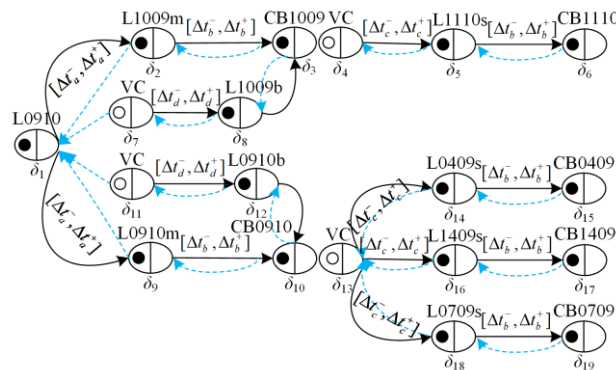 L1009m [Δt_b^-, Δt_b^+] CB1009 VC [Δt_c^-, Δt_c^+] L1110s [Δt_b^-, Δt_b^+] CB1110
[Δt_a^-, Δt_a^+]
δ_2 δ_3 δ_4 δ_5 δ_6
VC [Δt_d^-, Δt_d^+] L1009b
L0910
δ_7 δ_8
δ_1
VC [Δt_d^-, Δt_d^+] L0910b
L0409s [Δt_b^-, Δt_b^+] CB0409
[Δt_c^-, Δt_c^+]
δ_11 δ_12
δ_14 δ_15
[Δt_a^-, Δt_a^+]
L0910m [Δt_b^-, Δt_b^+] CB0910 VC [Δt_c^-, Δt_c^+] L1409s [Δt_b^-, Δt_b^+] CB1409
δ_9 δ_10 δ_13 δ_16 δ_17
[Δt_c^-, Δt_c^+]
L0709s [Δt_b^-, Δt_b^+] CB0709
δ_18 δ_19